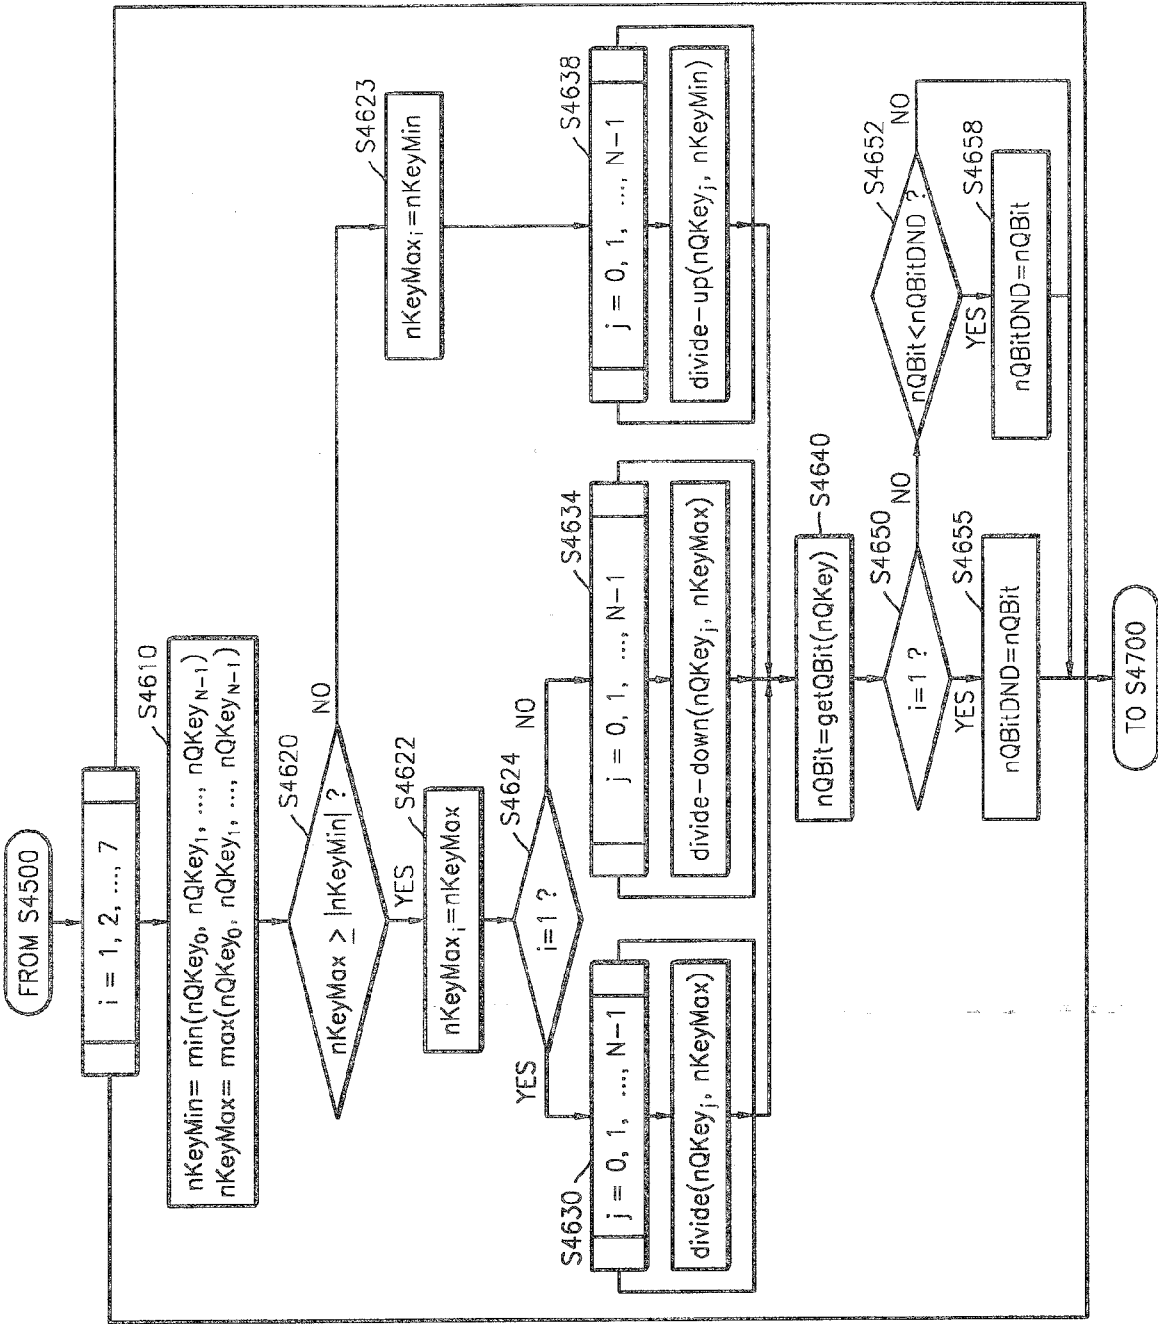 FROM S4500
i = 1, 2, ..., 7
S4610
nKeyMin= min(nQKey₀, nQKey₁, ..., nQKey_N-1)
nKeyMax= max(nQKey₀, nQKey₁, ..., nQKey_N-1)
S4620
nKeyMax ≥ |nKeyMin| ?
NO
YES
S4622
nKeyMaxᵢ=nKeyMax
S4623
nKeyMaxᵢ=nKeyMin
S4624
i=1 ?
YES
NO
S4630
j = 0, 1, ..., N-1
divide(nQKeyⱼ, nKeyMax)
S4634
j = 0, 1, ..., N-1
divide-down(nQKeyⱼ, nKeyMax)
S4638
j = 0, 1, ..., N-1
divide-up(nQKeyⱼ, nKeyMin)
S4640
nQBit=getQBit(nQKey)
S4650
i=1 ?
NO
YES
S4655
nQBitDND=nQBit
S4652
nQBit<nQBitDND ?
NO
YES
S4658
nQBitDND=nQBit
TO S4700